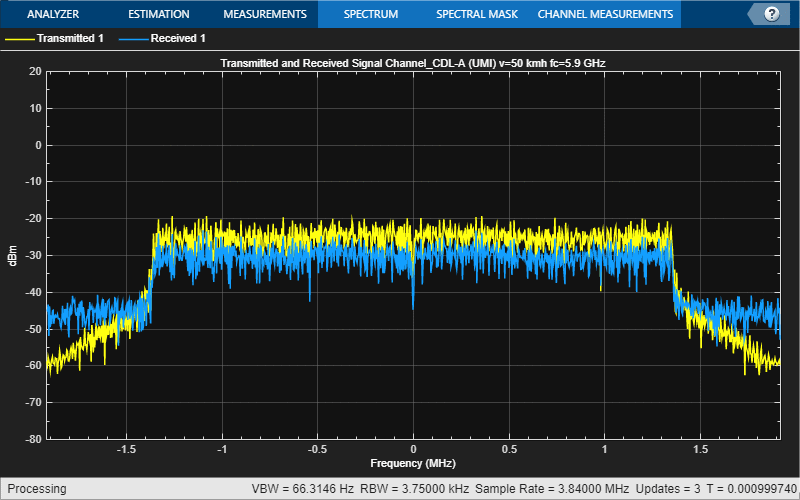 ANALYZER ESTIMATION MEASUREMENTS SPECTRUM SPECTRAL MASK CHANNEL MEASUREMENTS ?
Transmitted 1 Received 1
Transmitted and Received Signal Channel_CDL-A (UMI) v=50 kmh fc=5.9 GHz
20
10
0
-10
-20
-30
-40
-50
-60
-70
-80
dBm
-1.5 -1 -0.5 0 0.5 1 1.5
Frequency (MHz)
Processing VBW = 66.3146 Hz RBW = 3.75000 kHz Sample Rate = 3.84000 MHz Updates = 3 T = 0.000999740